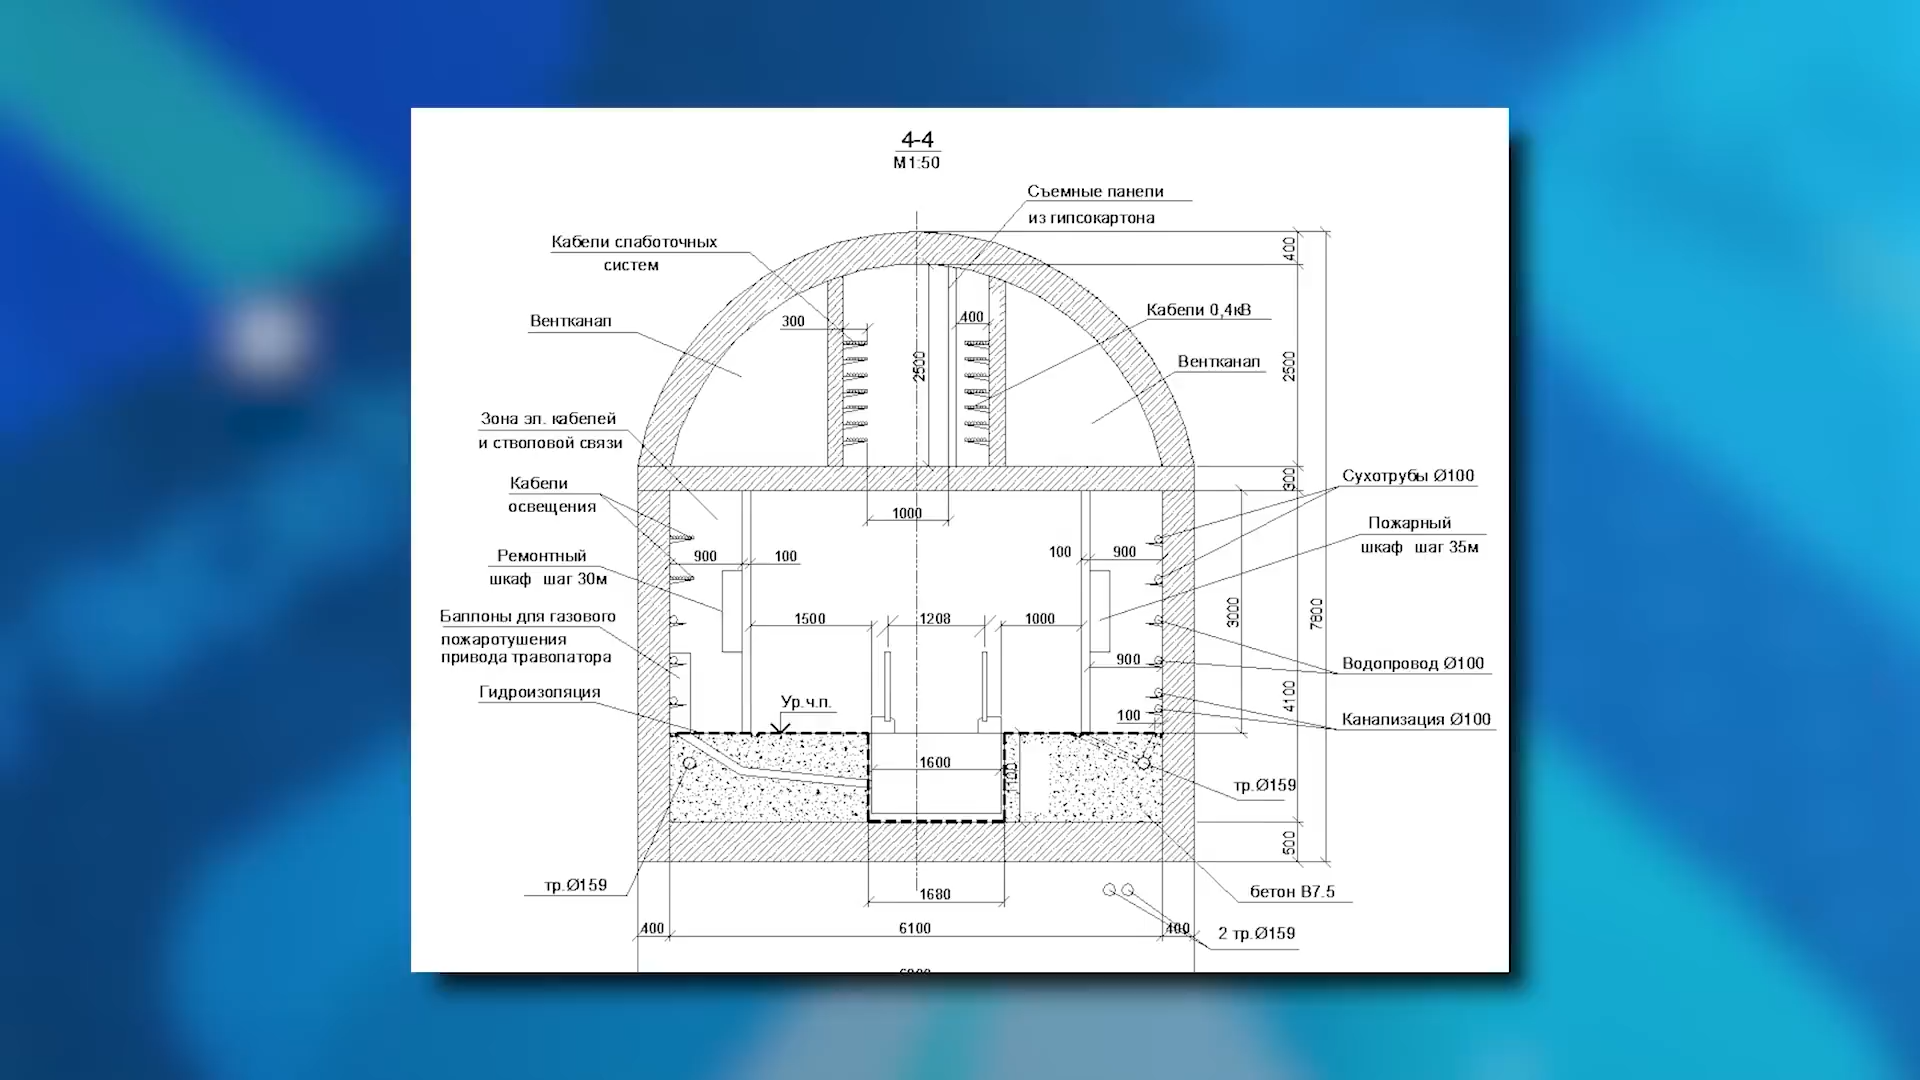 4-4
М1:50
Съемные панели
из гипсокартона
Кабели слаботочных
систем
400
Кабели 0,4кВ
Вентканал
300
400
2500
2500
Вентканал
Зона эл. кабелей
и стволовой связи
300
Сухотрубы Ø100
Кабели
освещения
1000
Пожарный
шкаф шаг 35м
Ремонтный
шкаф шаг 30м
900
100
100
900
Баллоны для газового
пожаротушения
привода траволатора
1500
1208
1000
3000
7800
900
Водопровод Ø100
Гидроизоляция
Ур.ч.п.
4100
100
Канализация Ø100
1600
1100
тр.Ø159
500
тр.Ø159
1680
бетон В7.5
400
6100
400
2 тр.Ø159